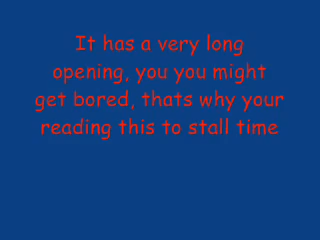 It has a very long
opening, you you might
get bored, thats why your
reading this to stall time